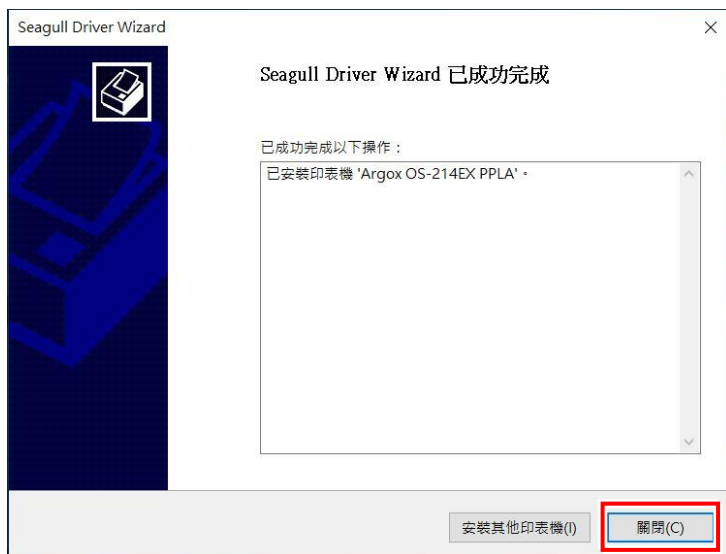 Seagull Driver Wizard
Seagull Driver Wizard 已成功完成
已成功完成以下操作：
已安裝印表機 'Argox OS-214EX PPLA'。
安裝其他印表機(I)
關閉(C)